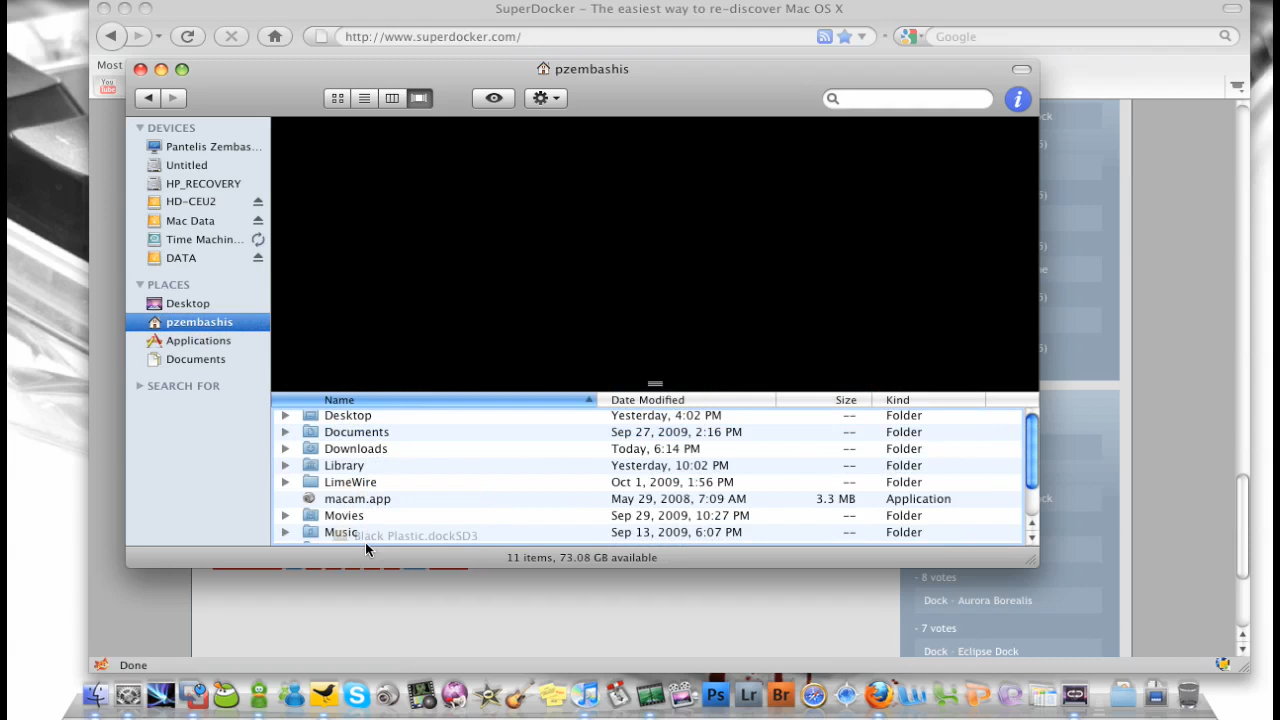 SuperDocker - The easiest way to re-discover Mac OS X
http://www.superdocker.com/
Google
Most
You
Tube
pzembashis
DEVICES
Pantelis Zembas...
Untitled
HP_RECOVERY
HD-CEU2
Mac Data
Time Machin...
DATA
PLACES
Desktop
pzembashis
Applications
Documents
SEARCH FOR
Name Date Modified Size Kind
Desktop Yesterday, 4:02 PM -- Folder
Documents Sep 27, 2009, 2:16 PM -- Folder
Downloads Today, 6:14 PM -- Folder
Library Yesterday, 10:02 PM -- Folder
LimeWire Oct 1, 2009, 1:56 PM -- Folder
macam.app May 29, 2008, 7:09 AM 3.3 MB Application
Movies Sep 29, 2009, 10:27 PM -- Folder
Music Sep 13, 2009, 6:07 PM -- Folder
Black Plastic.dockSD3
11 items, 73.08 GB available
- 8 votes
Dock - Aurora Borealis
- 7 votes
Dock - Eclipse Dock
Done
Ps Lr Br